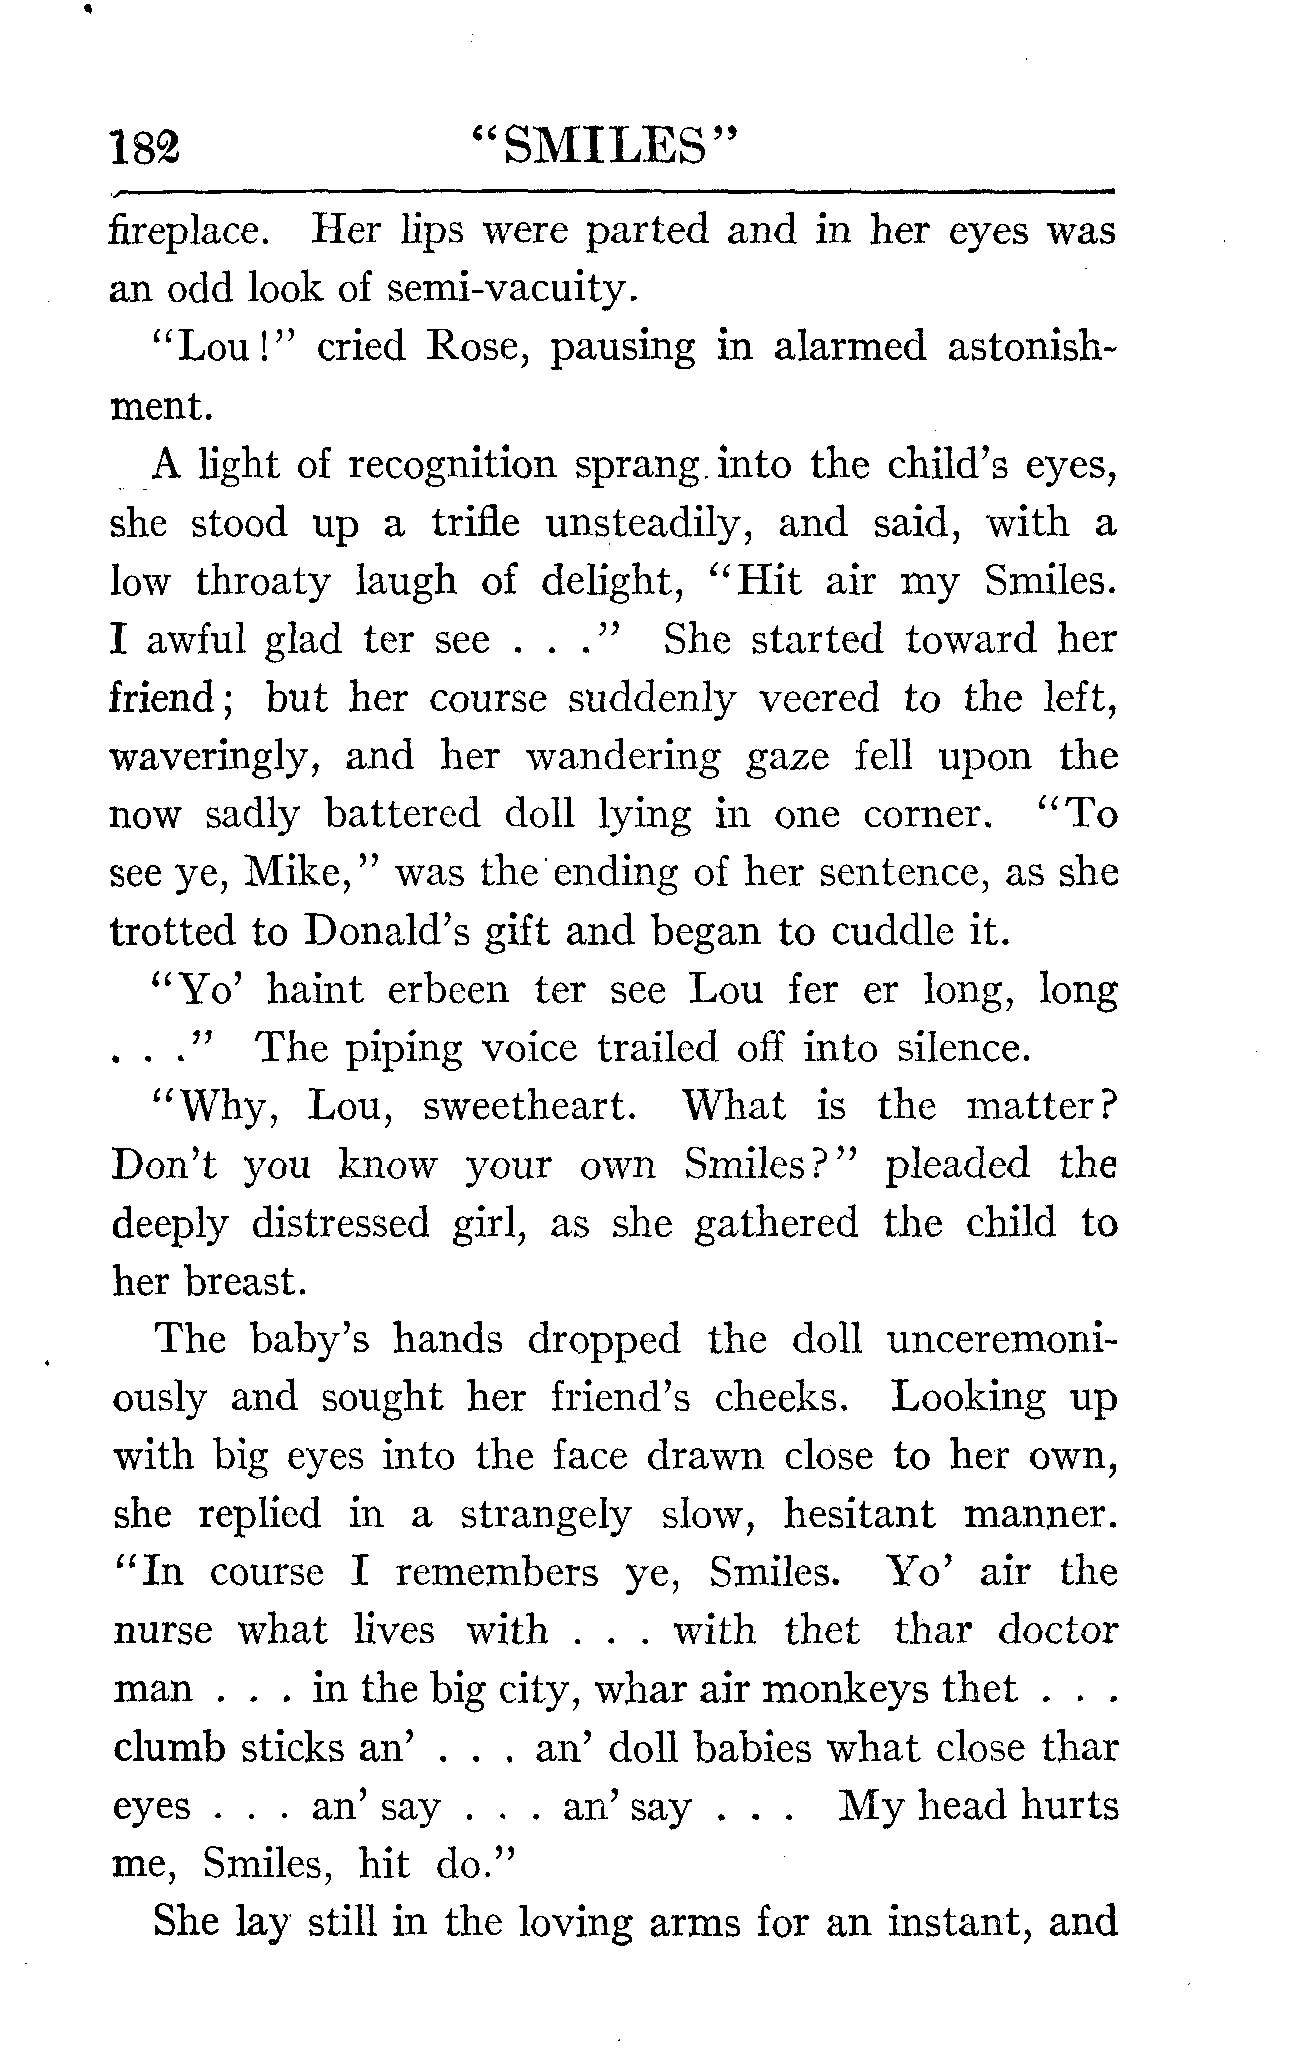 182 "SMILES"
fireplace. Her lips were parted and in her eyes was
an odd look of semi-vacuity.
"Lou!" cried Rose, pausing in alarmed astonish-
ment.
A light of recognition sprang into the child's eyes,
she stood up a trifle unsteadily, and said, with a
low throaty laugh of delight, "Hit air my Smiles.
I awful glad ter see . . ." She started toward her
friend; but her course suddenly veered to the left,
waveringly, and her wandering gaze fell upon the
now sadly battered doll lying in one corner. "To
see ye, Mike," was the ending of her sentence, as she
trotted to Donald's gift and began to cuddle it.
"Yo' haint erbeen ter see Lou fer er long, long
. . ." The piping voice trailed off into silence.
"Why, Lou, sweetheart. What is the matter?
Don't you know your own Smiles?" pleaded the
deeply distressed girl, as she gathered the child to
her breast.
The baby's hands dropped the doll unceremoni-
ously and sought her friend's cheeks. Looking up
with big eyes into the face drawn close to her own,
she replied in a strangely slow, hesitant manner.
"In course I remembers ye, Smiles. Yo' air the
nurse what lives with . . . with thet thar doctor
man . . . in the big city, whar air monkeys thet . . .
clumb sticks an' . . . an' doll babies what close thar
eyes . . . an' say . . . an' say . . . My head hurts
me, Smiles, hit do."
She lay still in the loving arms for an instant, and